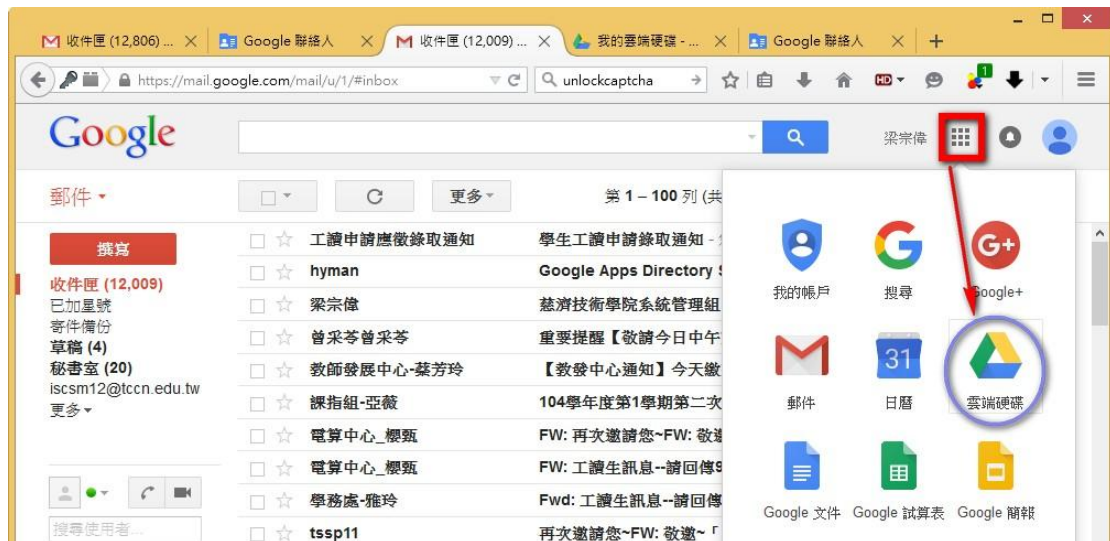 收件匣 (12,806) ... Google 聯絡人 收件匣 (12,009) ... 我的雲端硬碟 - ... Google 聯絡人
https://mail.google.com/mail/u/1/#inbox unlockcaptcha HD 1
Google 梁宗偉
郵件 更多 第 1 – 100 列 (共
撰寫
收件匣 (12,009)
已加星號
寄件備份
草稿 (4)
秘書室 (20)
iscsm12@tccn.edu.tw
更多
搜尋使用者...
工讀申請應徵錄取通知 學生工讀申請錄取通知 -
hyman Google Apps Directory S
梁宗偉 慈濟技術學院系統管理組
曾采苓曾采苓 重要提醒【敬請今日中午
教師發展中心-蔡芳玲 【教發中心通知】今天繳
課指組-亞薇 104學年度第1學期第二次
電算中心_櫻甄 FW: 再次邀請您~FW: 敬邀
電算中心_櫻甄 FW: 工讀生訊息--請回傳9
學務處-雅玲 Fwd: 工讀生訊息--請回傳
tssp11 再次邀請您~FW: 敬邀~「
G+
我的帳戶 搜尋 Google+
31
郵件 日曆 雲端硬碟
Google 文件 Google 試算表 Google 簡報